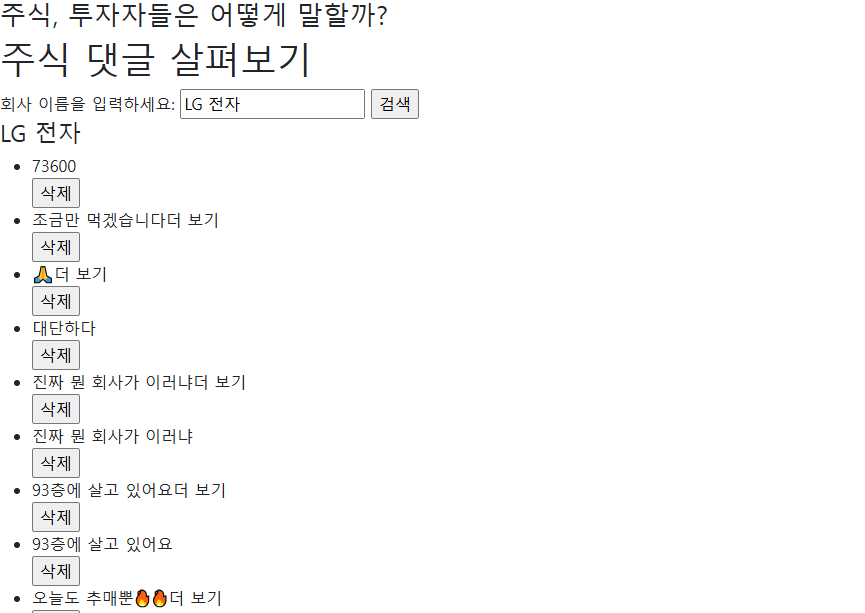 주식, 투자자들은 어떻게 말할까?
주식 댓글 살펴보기
회사 이름을 입력하세요: LG 전자 검색
LG 전자
73600
삭제
조금만 먹겠습니다더 보기
삭제
🙏더 보기
삭제
대단하다
삭제
진짜 뭔 회사가 이러냐더 보기
삭제
진짜 뭔 회사가 이러냐
삭제
93층에 살고 있어요더 보기
삭제
93층에 살고 있어요
삭제
오늘도 추매뿐🔥🔥더 보기